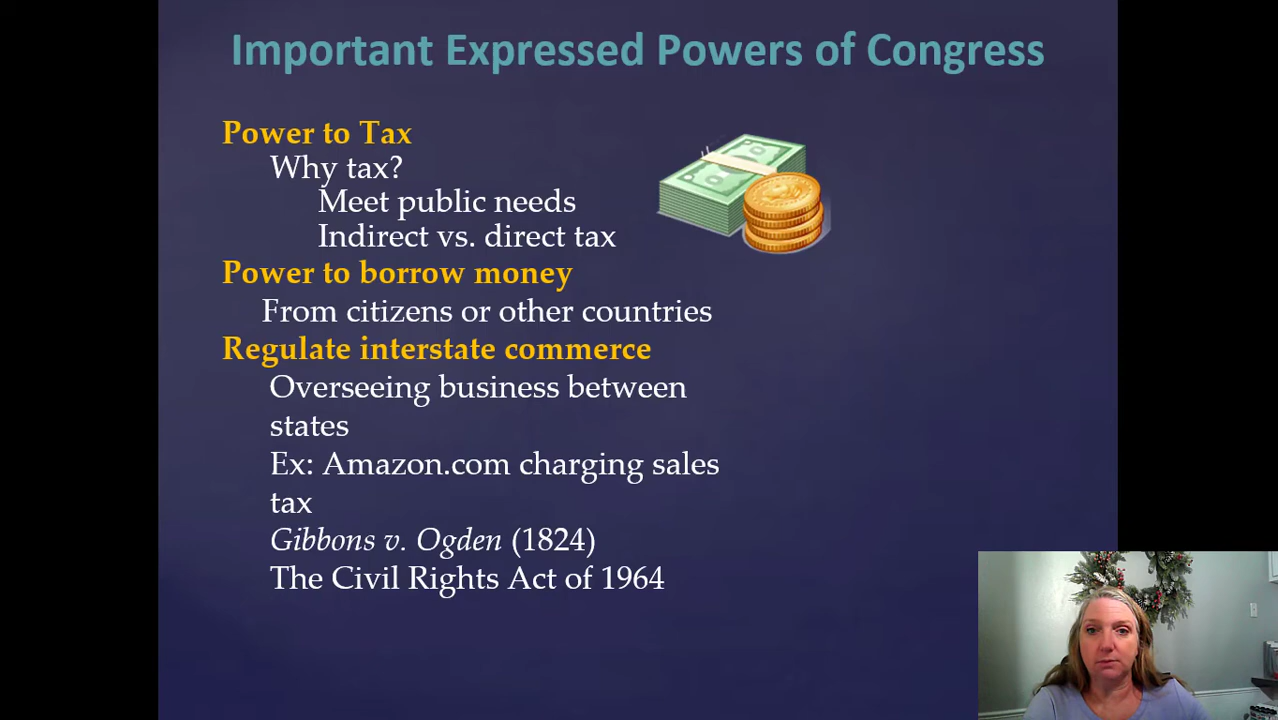 Important Expressed Powers of Congress
Power to Tax
Why tax?
Meet public needs
Indirect vs. direct tax
Power to borrow money
From citizens or other countries
Regulate interstate commerce
Overseeing business between
states
Ex: Amazon.com charging sales
tax
Gibbons v. Ogden (1824)
The Civil Rights Act of 1964